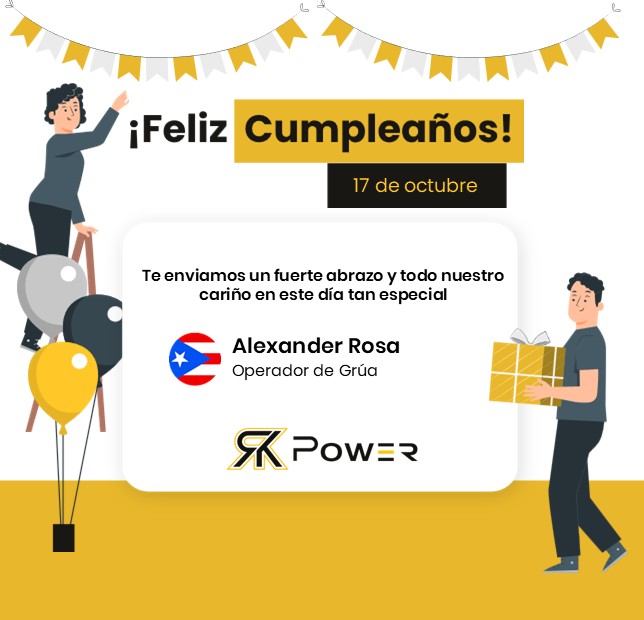 ¡Feliz Cumpleaños!
17 de octubre
Te enviamos un fuerte abrazo y todo nuestro
cariño en este día tan especial
Alexander Rosa
Operador de Grúa
RK Power